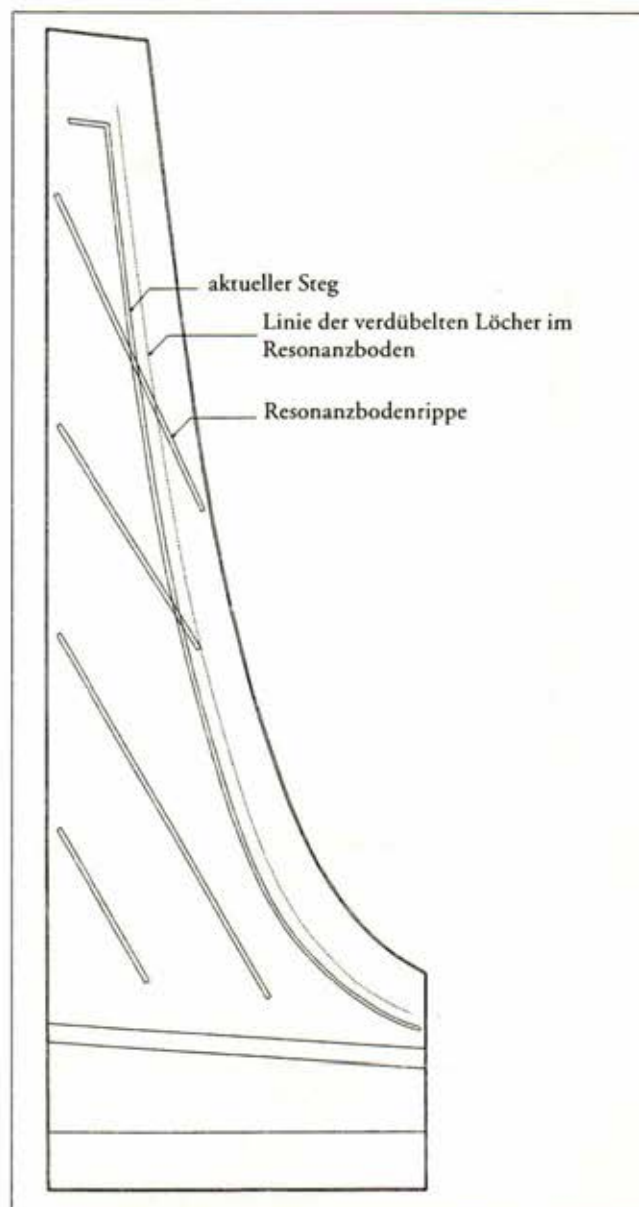 aktueller Steg
Linie der verdübelten Löcher im
Resonanzboden
Resonanzbodenrippe